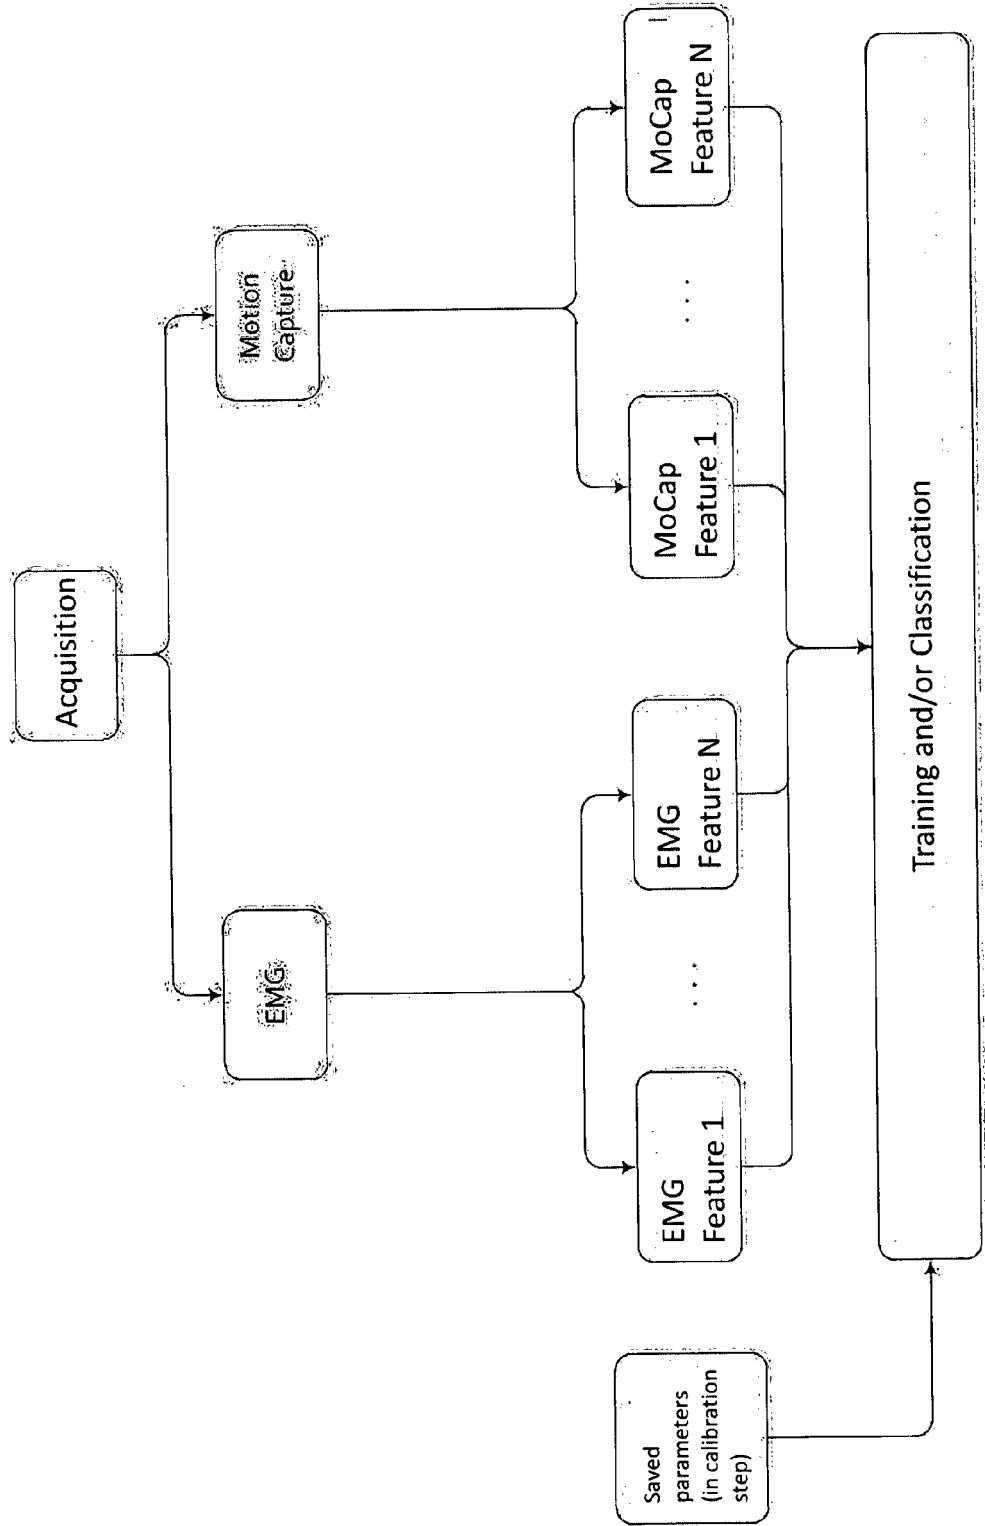 Acquisition
EMG
Motion
Capture
EMG
Feature 1
. . .
EMG
Feature N
MoCap
Feature 1
. . .
MoCap
Feature N
Saved
parameters
(in calibration
step)
Training and/or Classification